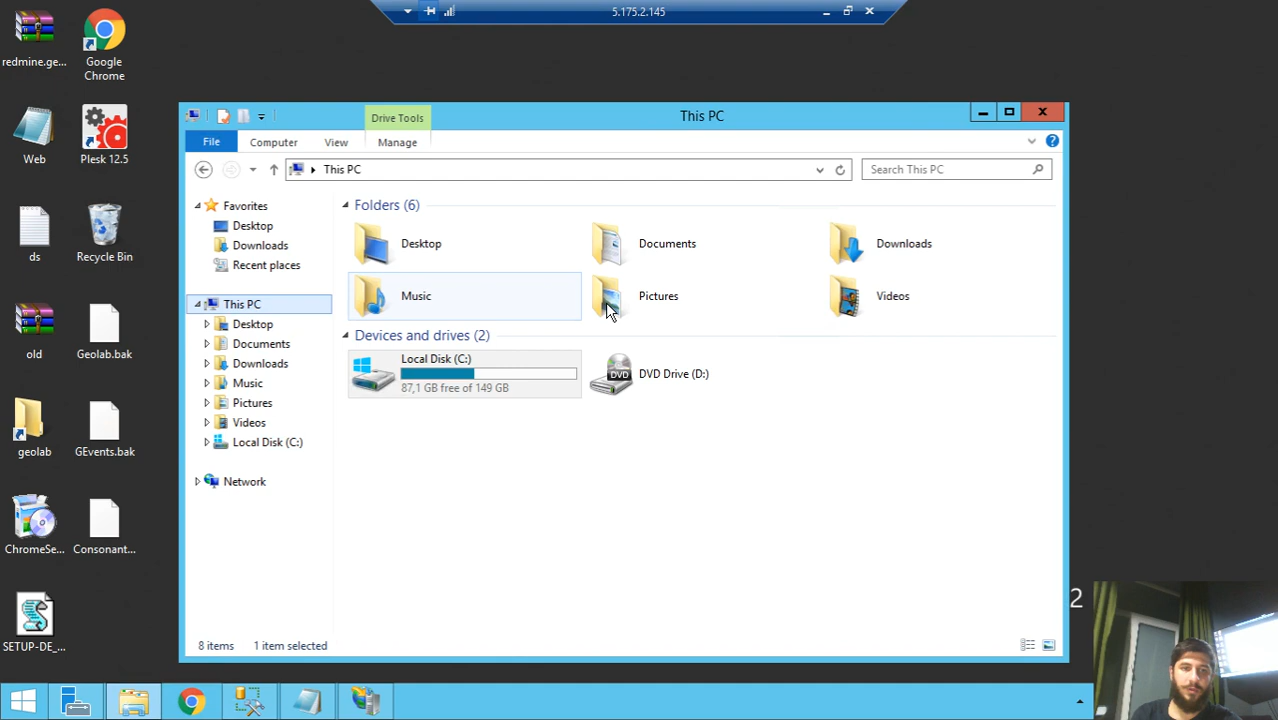 5.175.2.145
redmine.ge...
Google
Chrome
Web
Plesk 12.5
ds
Recycle Bin
old
Geolab.bak
geolab
GEvents.bak
ChromeSe...
Consonant...
SETUP-DE_...
Drive Tools
This PC
File
Computer
View
Manage
This PC
Search This PC
Favorites
Desktop
Downloads
Recent places
This PC
Desktop
Documents
Downloads
Music
Pictures
Videos
Local Disk (C:)
Network
Folders (6)
Desktop
Documents
Downloads
Music
Pictures
Videos
Devices and drives (2)
Local Disk (C:)
87,1 GB free of 149 GB
DVD
DVD Drive (D:)
8 items
1 item selected
2